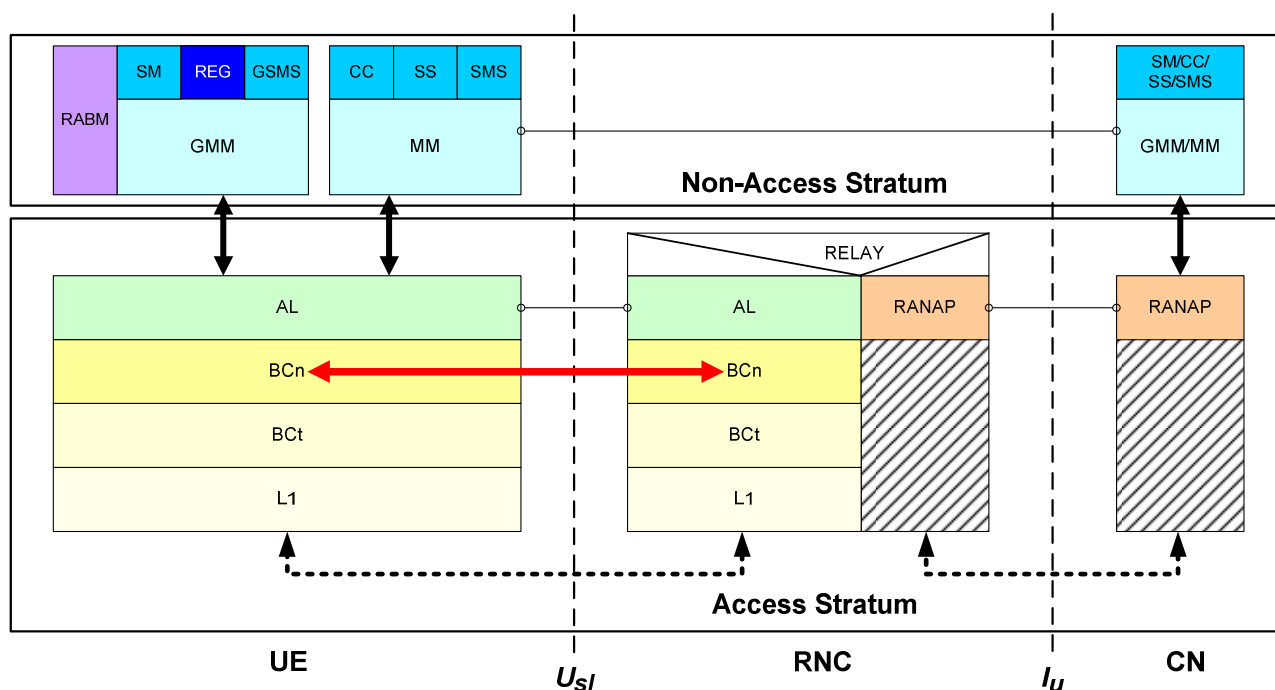 SM
REG
GSMS
CC
SS
SMS
SM/CC/
SS/SMS
RABM
GMM
MM
GMM/MM
Non-Access Stratum
RELAY
AL
AL
RANAP
RANAP
BCn
BCn
BCt
BCt
L1
L1
Access Stratum
UE
Usl
RNC
Iu
CN